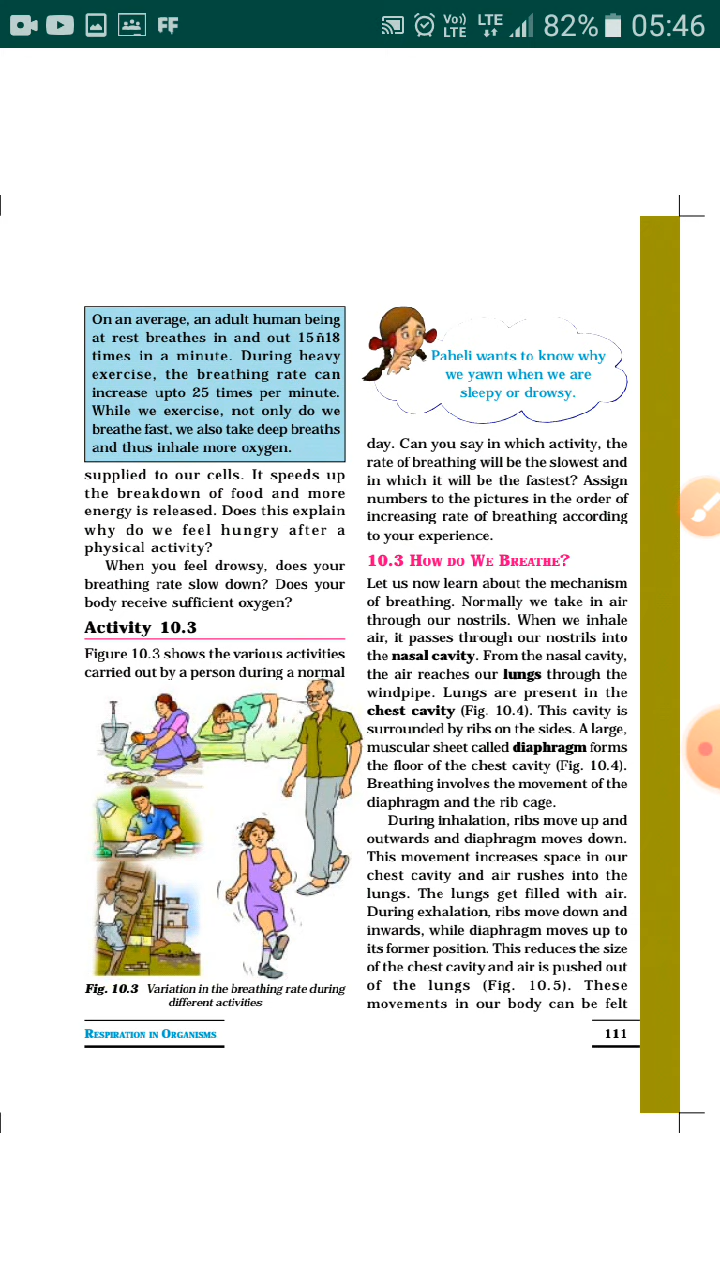 FF
Vo)
LTE
LTE
82%
05:46
On an average, an adult human being
at rest breathes in and out 15ñ18
times in a minute. During heavy
exercise, the breathing rate can
increase upto 25 times per minute.
While we exercise, not only do we
breathe fast, we also take deep breaths
and thus inhale more oxygen.
supplied to our cells. It speeds up
the breakdown of food and more
energy is released. Does this explain
why do we feel hungry after a
physical activity?
When you feel drowsy, does your
breathing rate slow down? Does your
body receive sufficient oxygen?
Activity 10.3
Figure 10.3 shows the various activities
carried out by a person during a normal
Fig. 10.3 Variation in the breathing rate during
different activities
Paheli wants to know why
we yawn when we are
sleepy or drowsy.
day. Can you say in which activity, the
rate of breathing will be the slowest and
in which it will be the fastest? Assign
numbers to the pictures in the order of
increasing rate of breathing according
to your experience.
10.3 HOW DO WE BREATHE?
Let us now learn about the mechanism
of breathing. Normally we take in air
through our nostrils. When we inhale
air, it passes through our nostrils into
the nasal cavity. From the nasal cavity,
the air reaches our lungs through the
windpipe. Lungs are present in the
chest cavity (Fig. 10.4). This cavity is
surrounded by ribs on the sides. A large,
muscular sheet called diaphragm forms
the floor of the chest cavity (Fig. 10.4).
Breathing involves the movement of the
diaphragm and the rib cage.
During inhalation, ribs move up and
outwards and diaphragm moves down.
This movement increases space in our
chest cavity and air rushes into the
lungs. The lungs get filled with air.
During exhalation, ribs move down and
inwards, while diaphragm moves up to
its former position. This reduces the size
of the chest cavity and air is pushed out
of the lungs (Fig. 10.5). These
movements in our body can be felt
RESPIRATION IN ORGANISMS
111